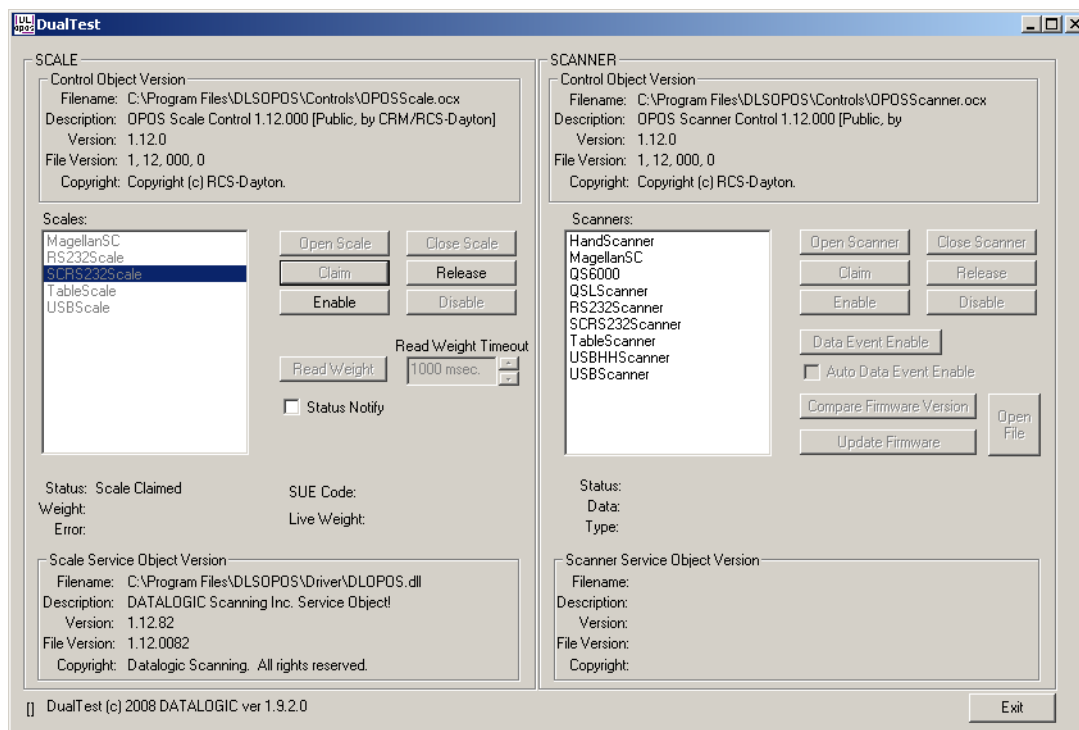 UL
opos
DualTest
SCALE
Control Object Version
Filename: C:\Program Files\DLSOPOS\Controls\OPOSScale.ocx
Description: OPOS Scale Control 1.12.000 [Public, by CRM/RCS-Dayton]
Version: 1.12.0
File Version: 1, 12, 000, 0
Copyright: Copyright (c) RCS-Dayton.
Scales:
MagellanSC
RS232Scale
SCRS232Scale
TableScale
USBScale
Open Scale
Close Scale
Claim
Release
Enable
Disable
Read Weight Timeout
Read Weight
1000 msec.
Status Notify
Status: Scale Claimed
Weight:
Error:
SUE Code:
Live Weight:
Scale Service Object Version
Filename: C:\Program Files\DLSOPOS\Driver\DLOPOS.dll
Description: DATALOGIC Scanning Inc. Service Object!
Version: 1.12.82
File Version: 1.12.0082
Copyright: Datalogic Scanning. All rights reserved.
SCANNER
Control Object Version
Filename: C:\Program Files\DLSOPOS\Controls\OPOSScanner.ocx
Description: OPOS Scanner Control 1.12.000 [Public, by
Version: 1.12.0
File Version: 1, 12, 000, 0
Copyright: Copyright (c) RCS-Dayton.
Scanners:
HandScanner
MagellanSC
QS6000
QSLScanner
RS232Scanner
SCRS232Scanner
TableScanner
USBHHScanner
USBScanner
Open Scanner
Close Scanner
Claim
Release
Enable
Disable
Data Event Enable
Auto Data Event Enable
Compare Firmware Version
Update Firmware
Open File
Status:
Data:
Type:
Scanner Service Object Version
Filename:
Description:
Version:
File Version:
Copyright:
[] DualTest (c) 2008 DATALOGIC ver 1.9.2.0
Exit